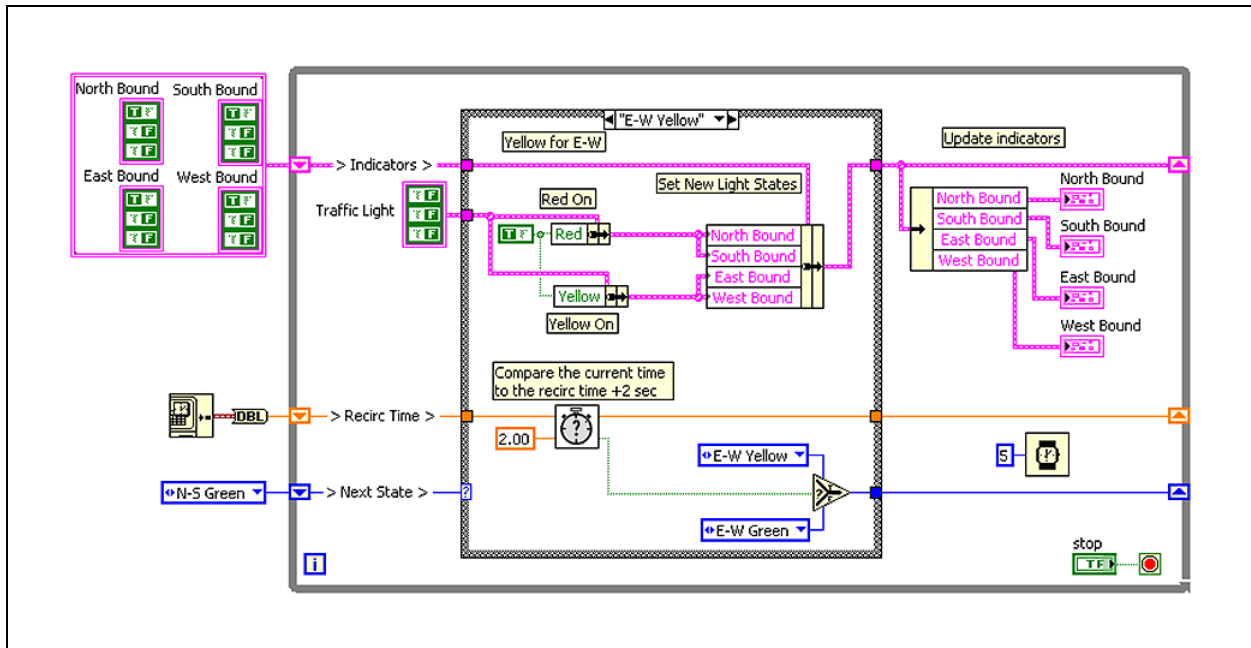 North Bound South Bound
T F
T F
T F
T F
T F
T F
East Bound West Bound
T F
T F
T F
T F
T F
T F
"E-W Yellow"
Yellow for E-W
Update indicators
> Indicators >
Set New Light States
North Bound
Traffic Light
F
F
F
Red On
T F
Red
North Bound
South Bound
East Bound
West Bound
North Bound
South Bound
East Bound
West Bound
South Bound
Yellow
Yellow On
East Bound
West Bound
Compare the current time
to the recirc time +2 sec
DBL
> Recirc Time >
?
2.00
E-W Yellow
5
N-S Green
> Next State >
?
?
T
F
E-W Green
i
stop
TF